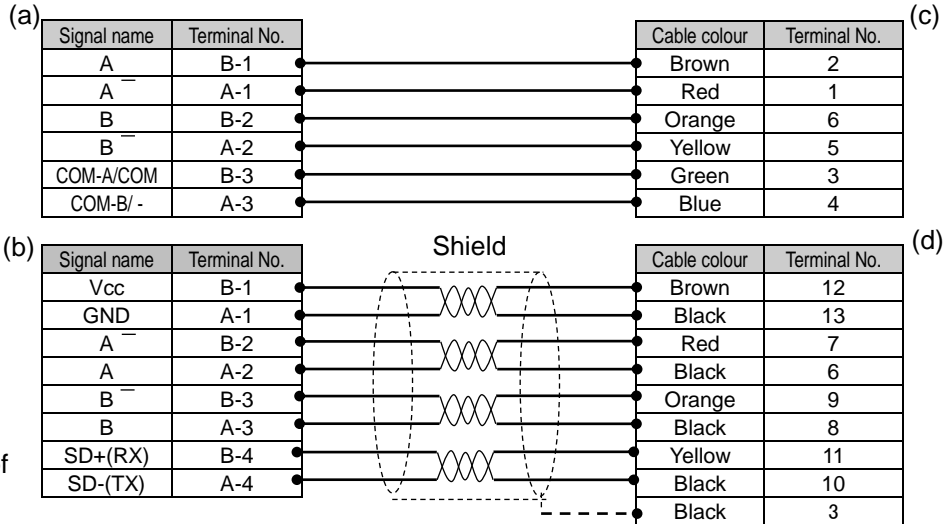 (a) (c)
Signal name Terminal No. Cable colour Terminal No.
A B-1 Brown 2
A̅ A-1 Red 1
B B-2 Orange 6
B̅ A-2 Yellow 5
COM-A/COM B-3 Green 3
COM-B/ - A-3 Blue 4
Shield
(b) (d)
Signal name Terminal No. Cable colour Terminal No.
Vcc B-1 Brown 12
GND A-1 Black 13
A̅ B-2 Red 7
A A-2 Black 6
B̅ B-3 Orange 9
B A-3 Black 8
f SD+(RX) B-4 Yellow 11
SD-(TX) A-4 Black 10
Black 3